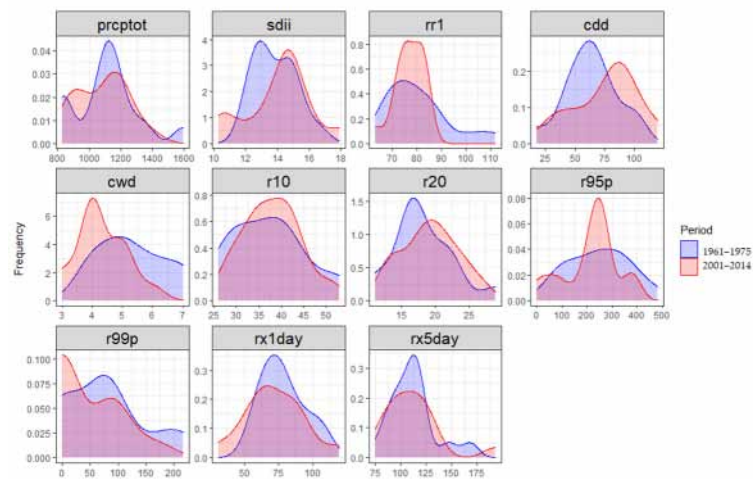 prcptot
sdii
rr1
cdd
0.04
0.03
0.02
0.01
0.00
800 1000 1200 1400 1600
4
3
2
1
0
10 12 14 16 18
0.8
0.6
0.4
0.2
0.0
70 80 90 100 110
0.2
0.1
0.0
25 50 75 100
cwd
r10
r20
r95p
6
4
2
0
3 4 5 6 7
0.8
0.6
0.4
0.2
0.0
25 30 35 40 45 50
1.5
1.0
0.5
0.0
15 20 25
0.08
0.06
0.04
0.02
0.00
0 100 200 300 400 500
Frequency
Period
1961–1975
2001–2014
r99p
rx1day
rx5day
0.100
0.075
0.050
0.025
0.000
0 50 100 150 200
0.3
0.2
0.1
0.0
50 75 100
0.3
0.2
0.1
0.0
75 100 125 150 175